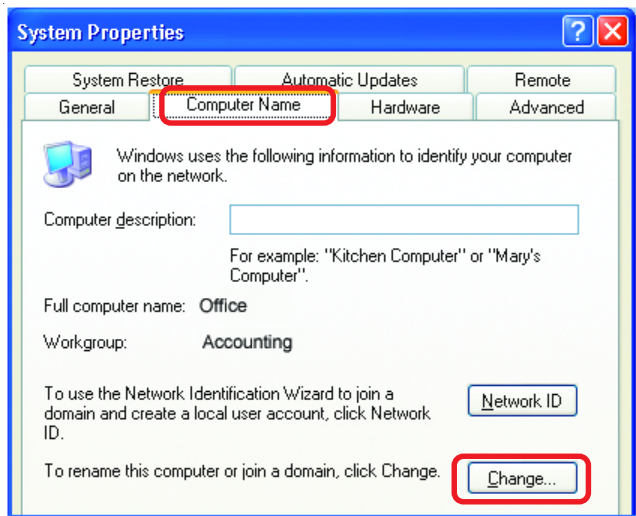 System Properties
System Restore Automatic Updates Remote
General Computer Name Hardware Advanced
Windows uses the following information to identify your computer
on the network.
Computer description:
For example: "Kitchen Computer" or "Mary's
Computer".
Full computer name: Office
Workgroup: Accounting
To use the Network Identification Wizard to join a
domain and create a local user account, click Network
ID.
Network ID
To rename this computer or join a domain, click Change.
Change...